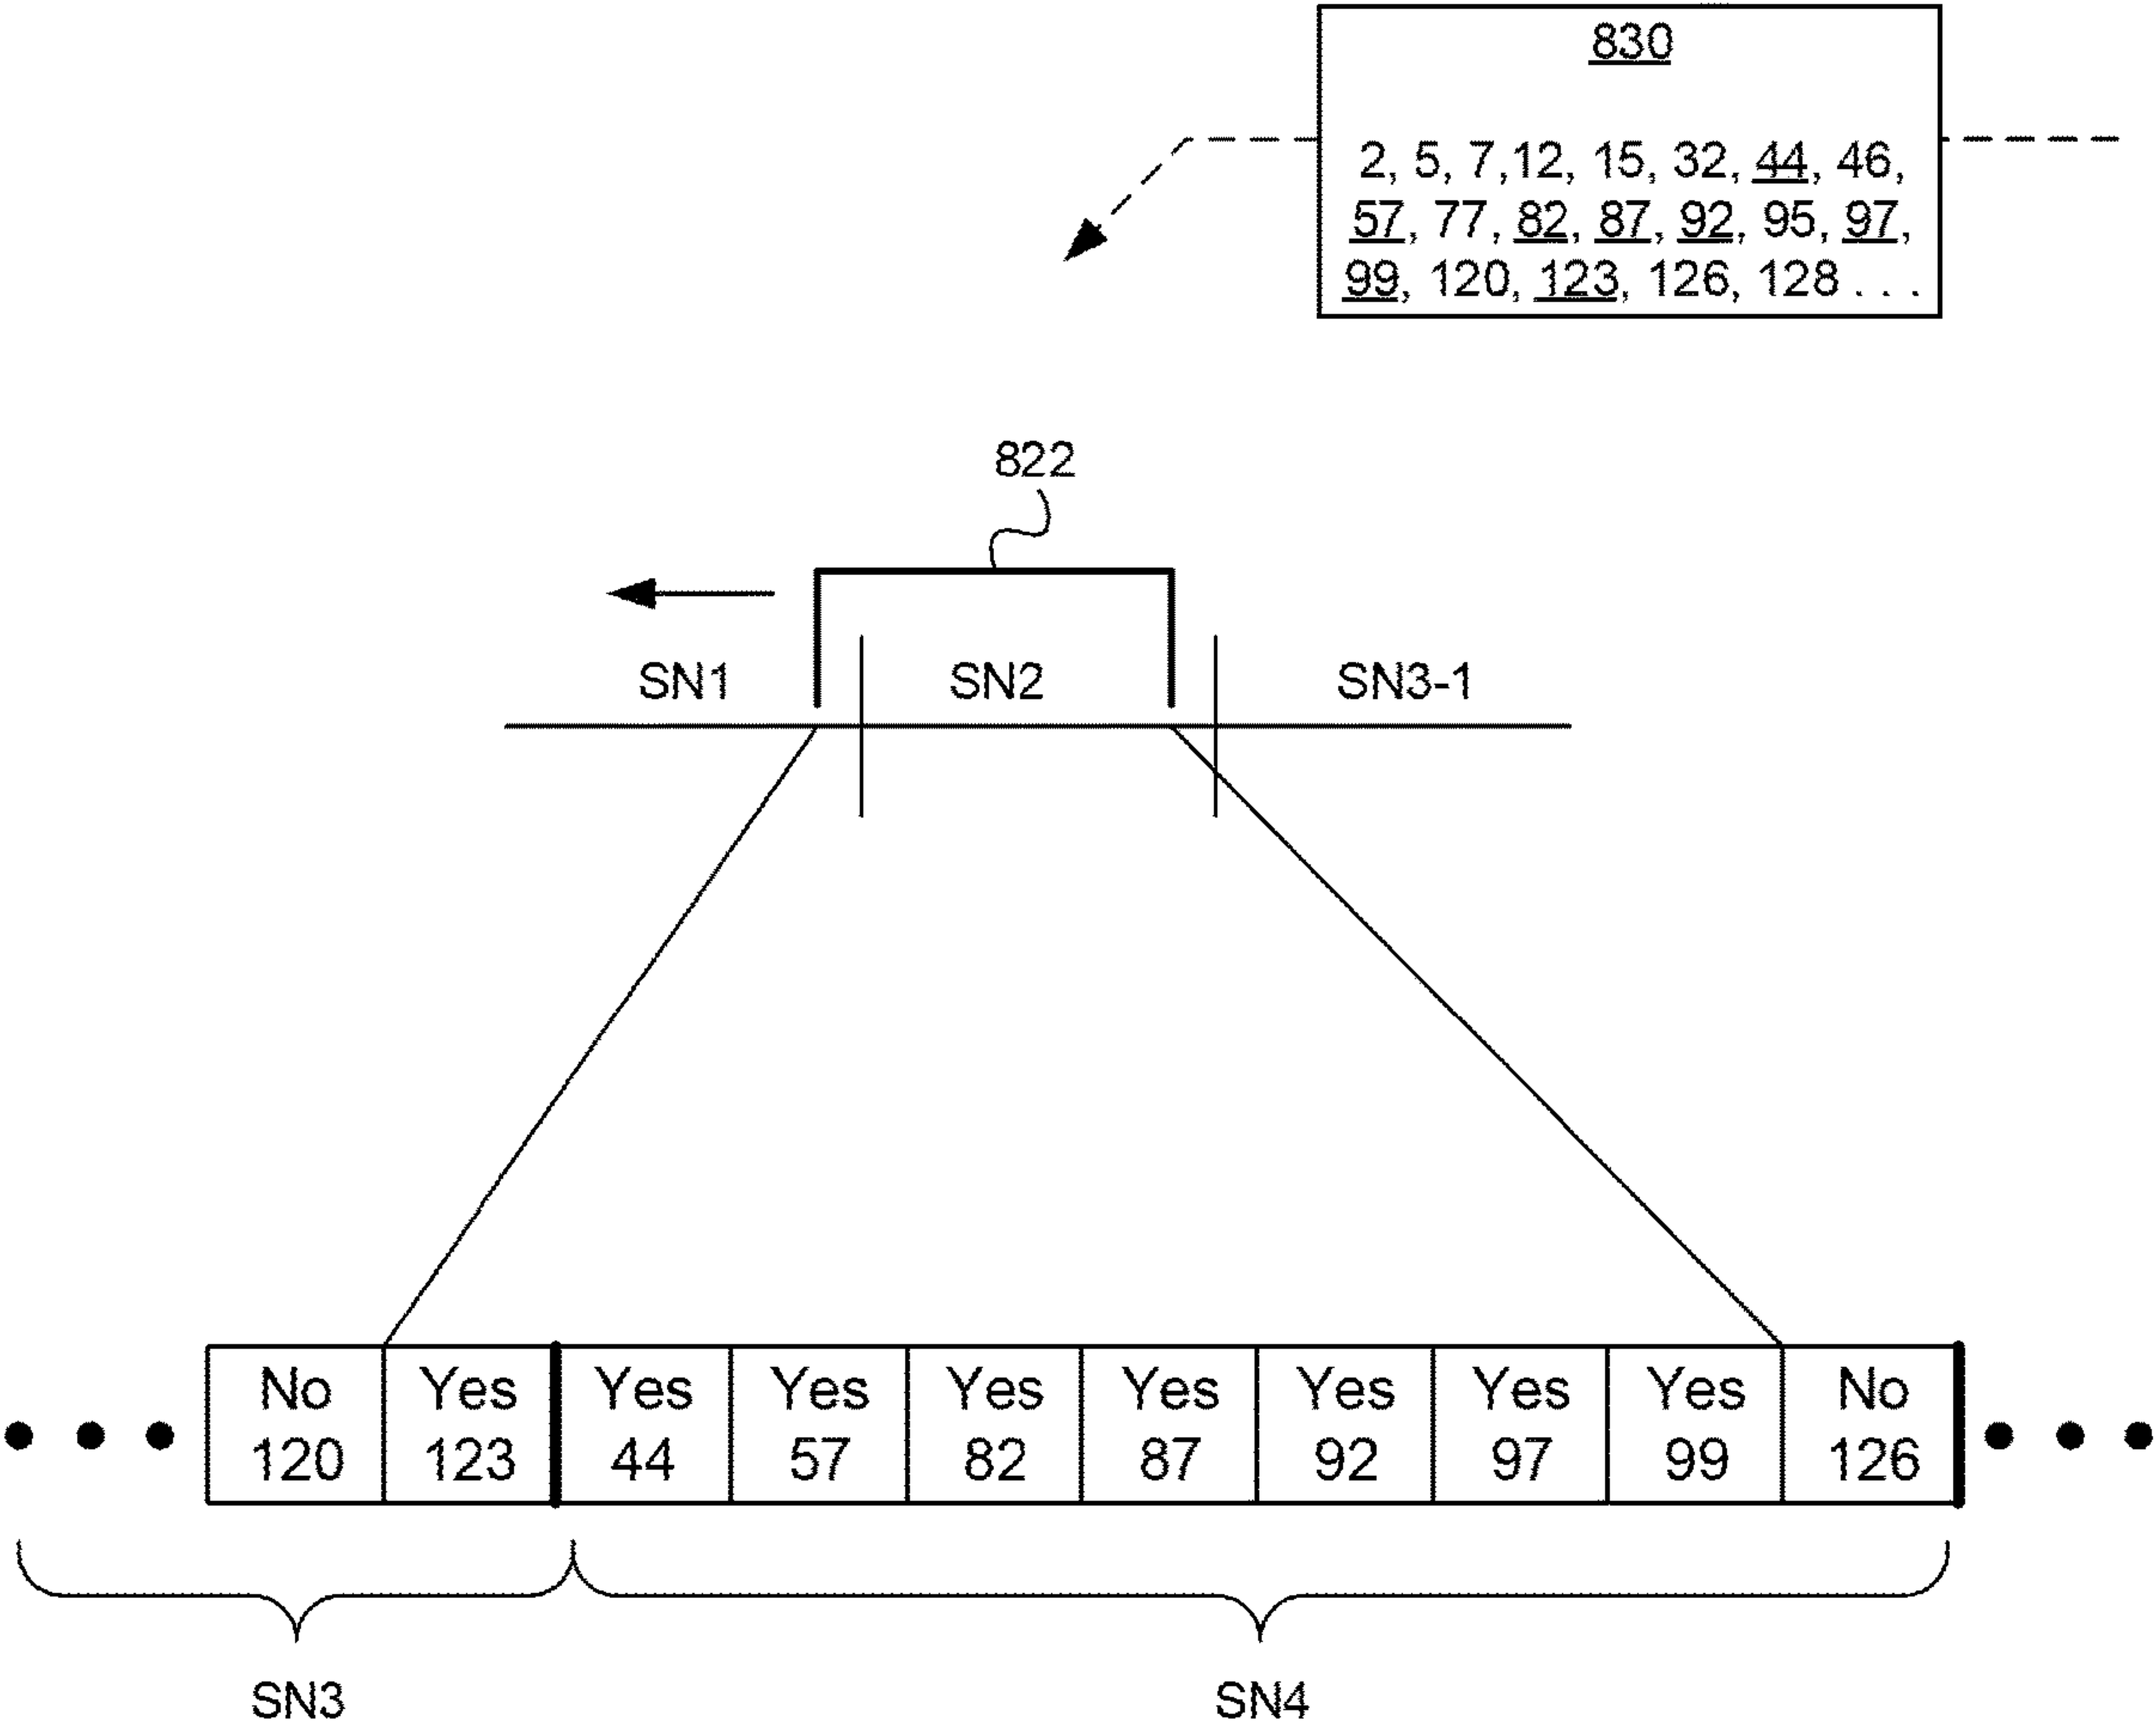 830
2, 5, 7,12, 15, 32, 44, 46,
57, 77, 82, 87, 92, 95, 97,
99, 120, 123, 126, 128 . . .
822
SN1 SN2 SN3-1
No Yes Yes Yes Yes Yes Yes Yes Yes No
120 123 44 57 82 87 92 97 99 126
SN3 SN4